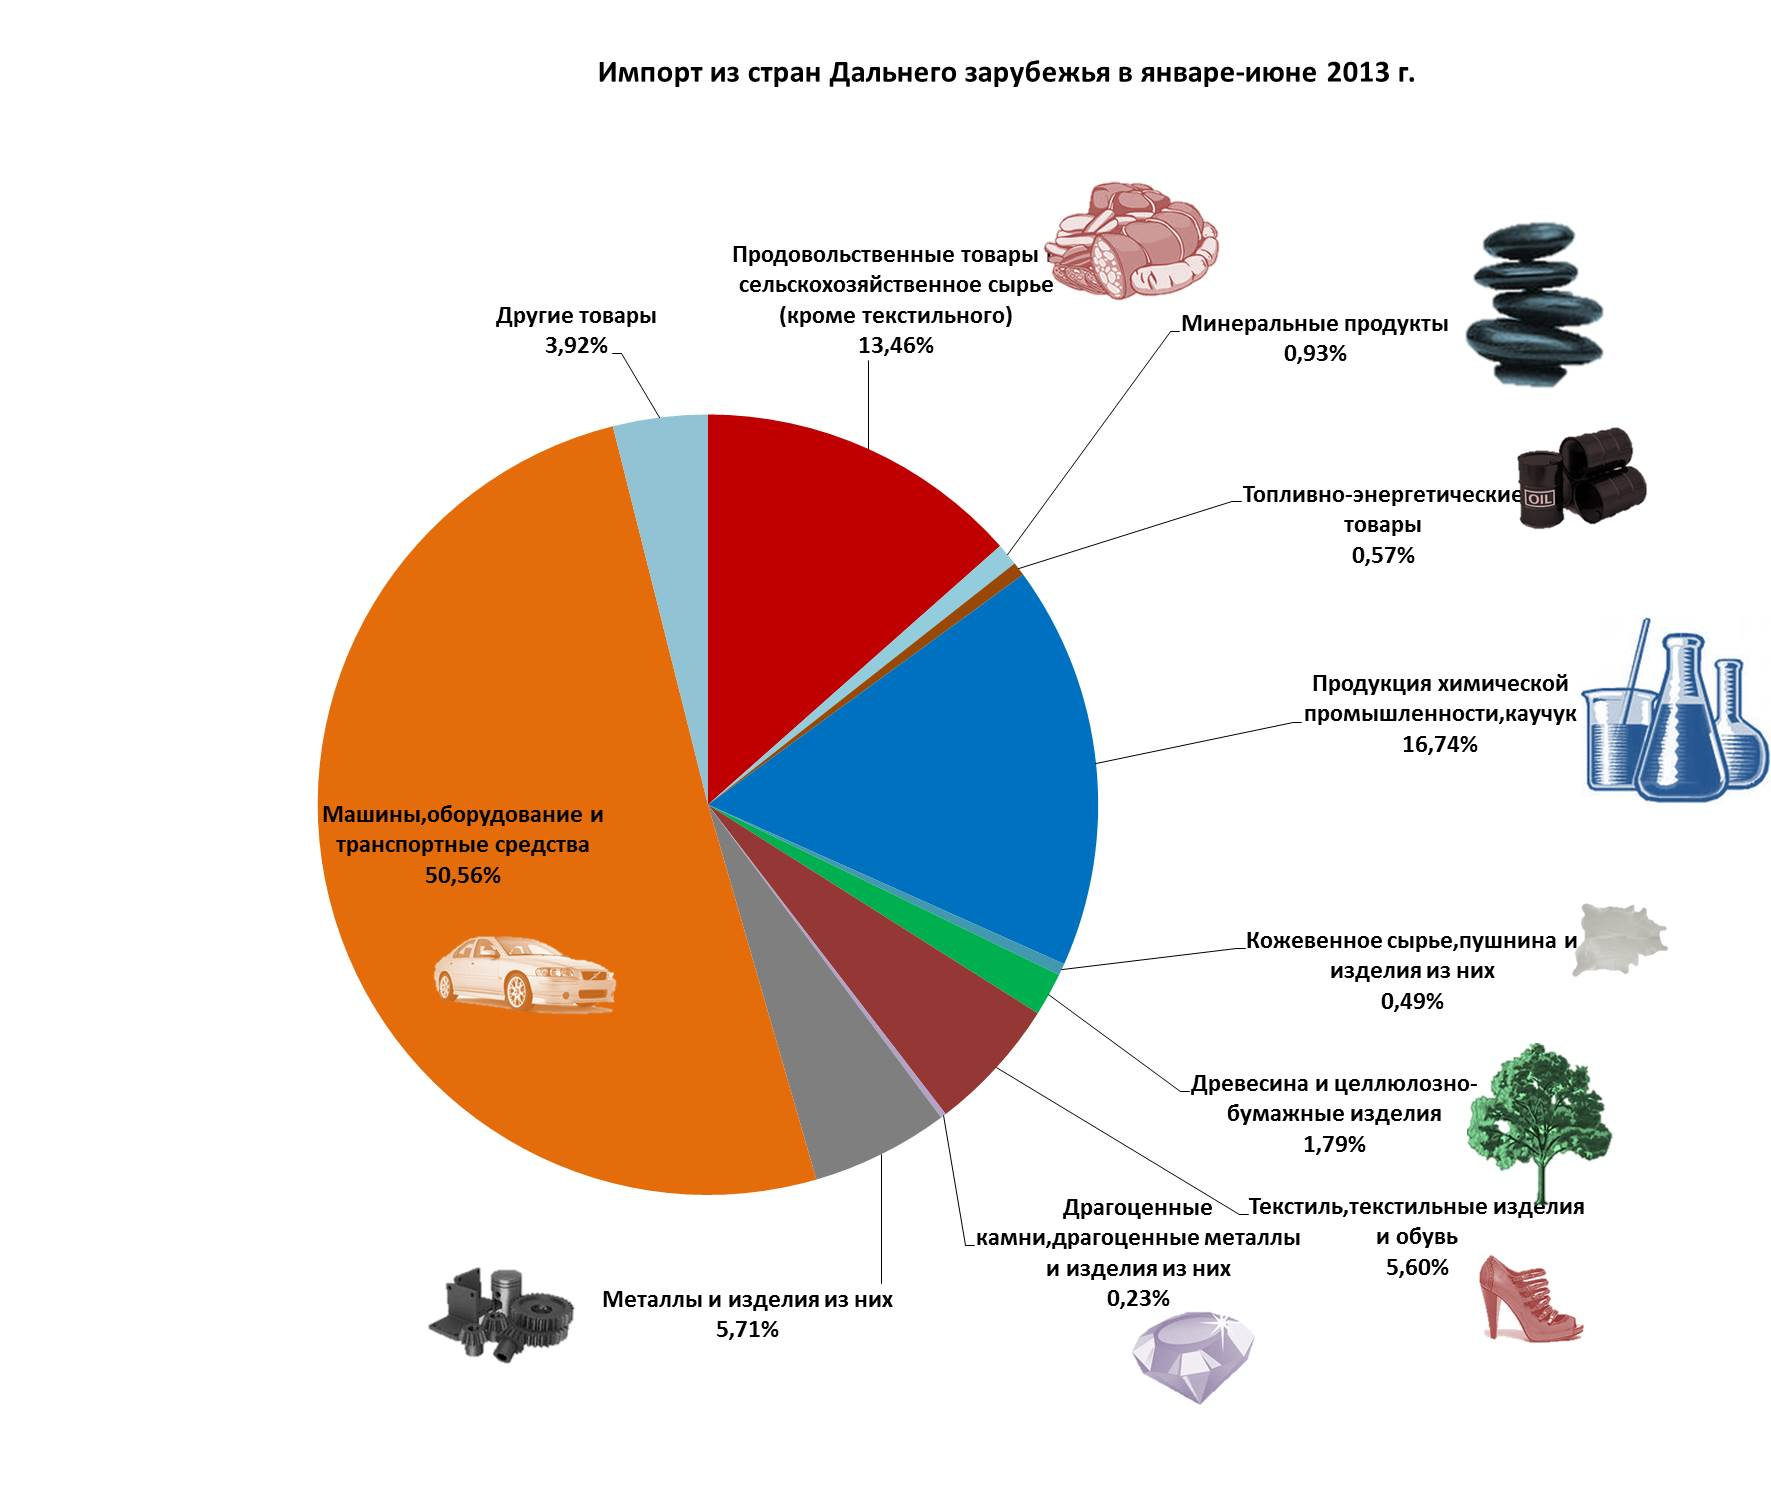 Импорт из стран Дальнего зарубежья в январе-июне 2013 г.
Продовольственные товары
сельскохозяйственное сырье
(кроме текстильного)
13,46%
Другие товары
3,92%
Минеральные продукты
0,93%
Топливно-энергетические
товары
0,57%
OIL
Продукция химической
промышленности,каучук
16,74%
Машины,оборудование и
транспортные средства
50,56%
Кожевенное сырье,пушнина и
изделия из них
0,49%
Древесина и целлюлозно-
бумажные изделия
1,79%
Текстиль,текстильные изделия
и обувь
5,60%
Драгоценные
камни,драгоценные металлы
и изделия из них
0,23%
Металлы и изделия из них
5,71%